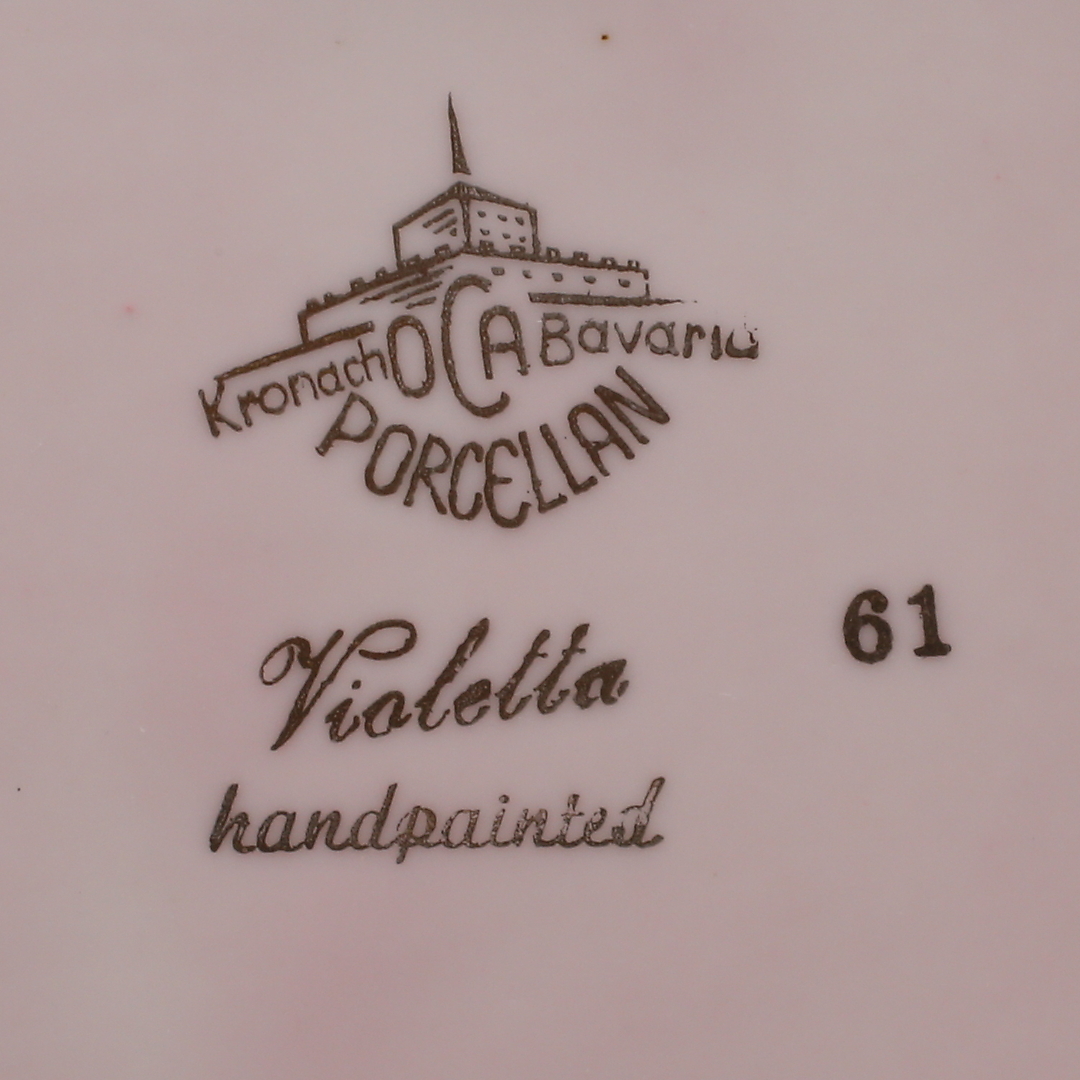 Kronach OCA Bavaria
PORCELLAN
61
Violetta
handpainted